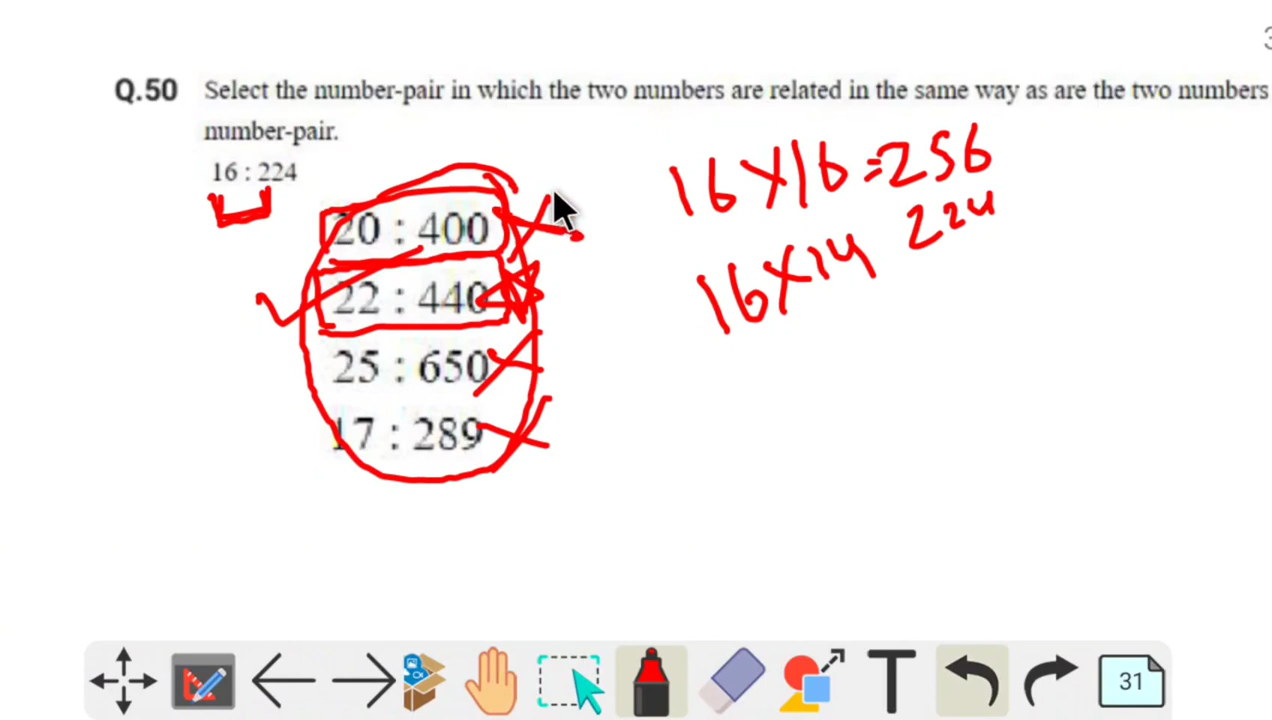 3
Q.50 Select the number-pair in which the two numbers are related in the same way as are the two numbers
number-pair.
16 : 224
16×16=256
20 : 400
224
16×14
22 : 440
25 : 650
17 : 289
T
31